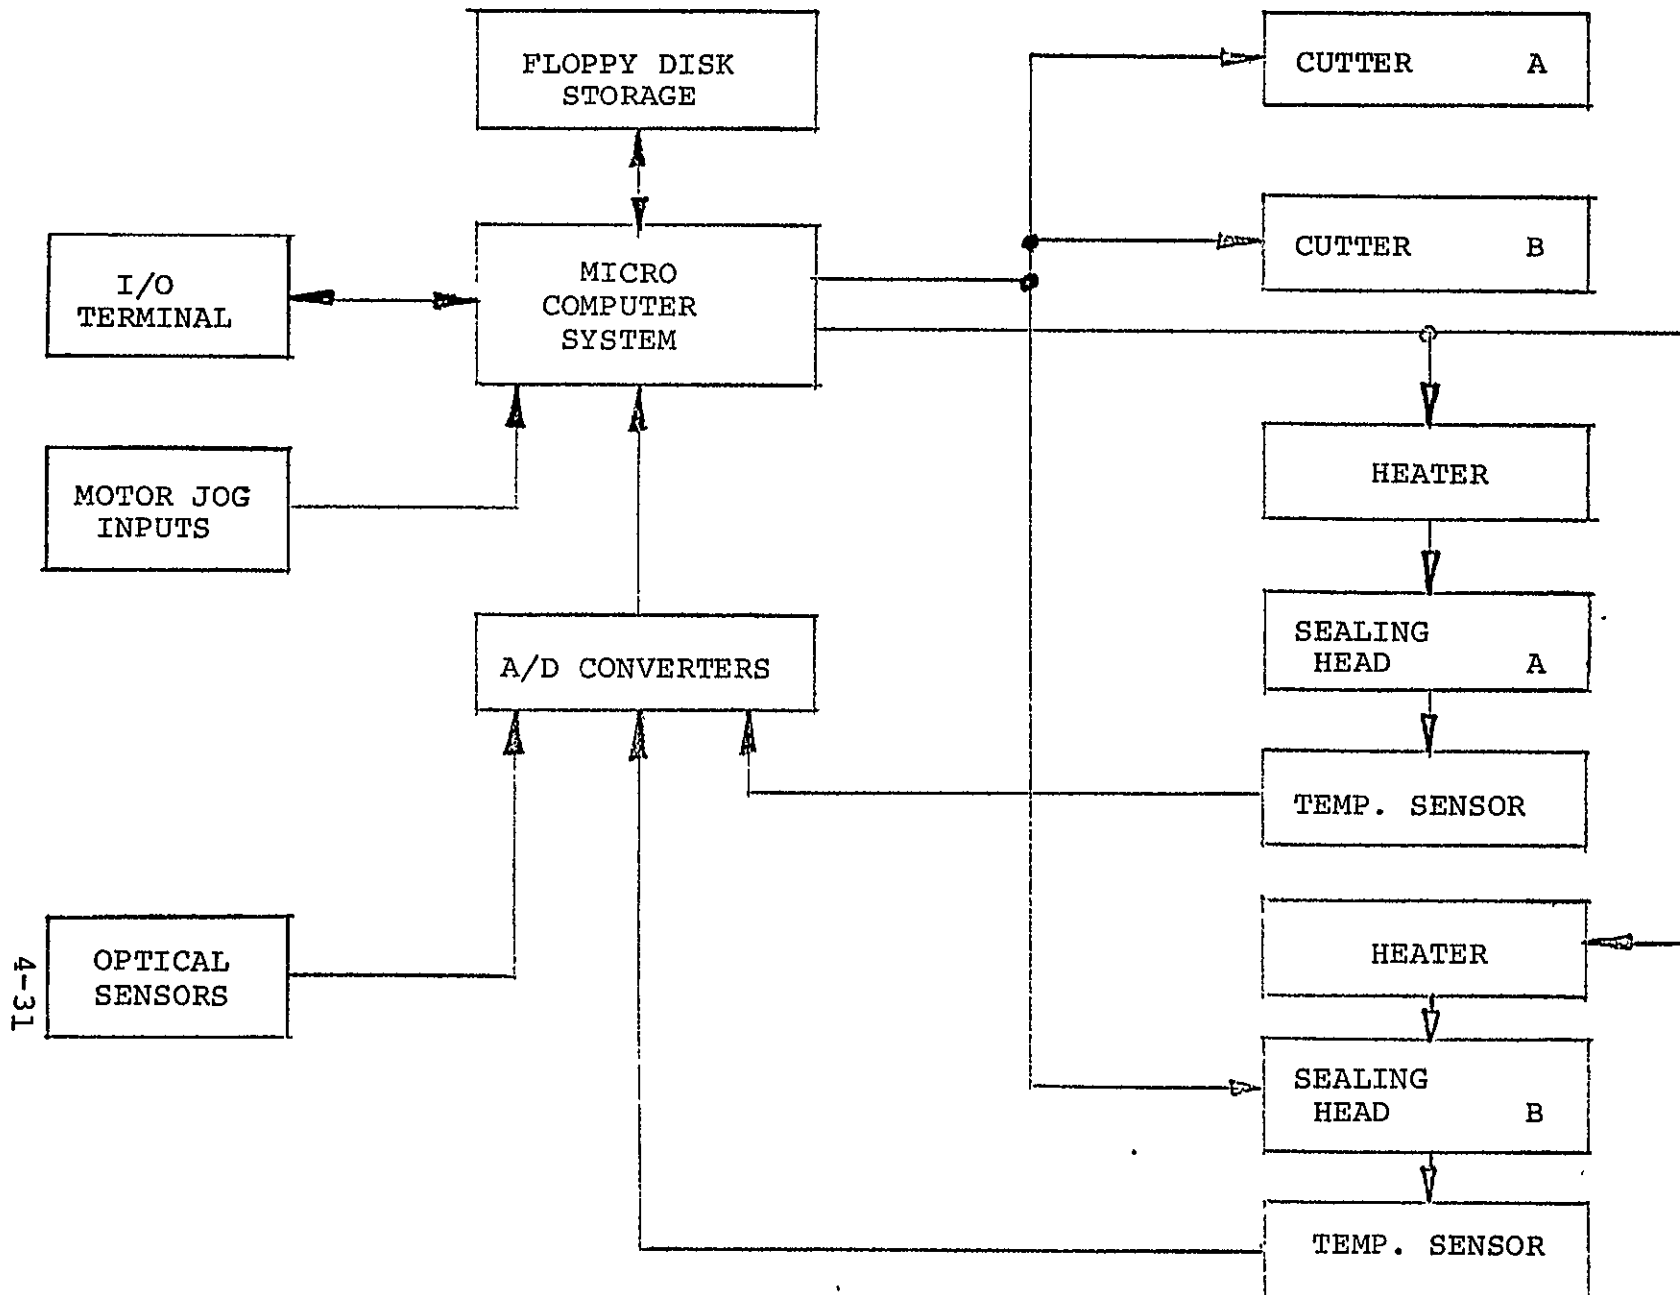 FLOPPY DISK
STORAGE
CUTTER A
CUTTER B
I/O
TERMINAL
MICRO
COMPUTER
SYSTEM
MOTOR JOG
INPUTS
HEATER
SEALING
HEAD A
A/D CONVERTERS
TEMP. SENSOR
OPTICAL
SENSORS
HEATER
SEALING
HEAD B
TEMP. SENSOR
4-31